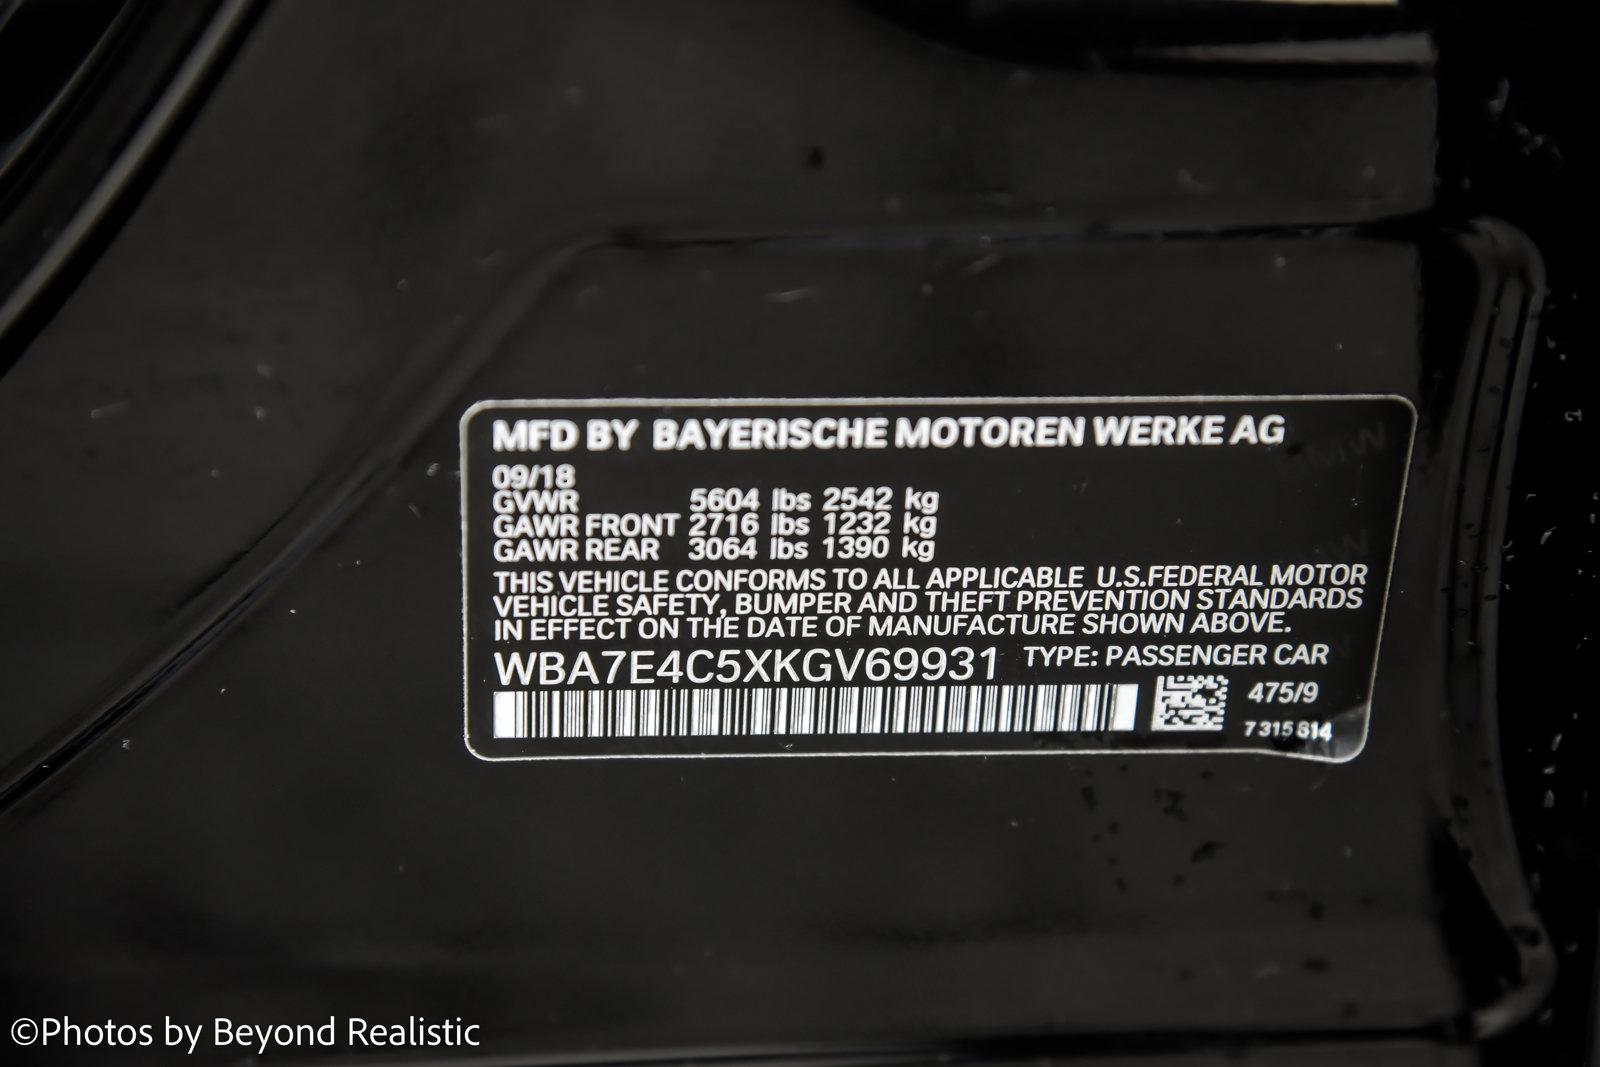 MFD BY BAYERISCHE MOTOREN WERKE AG
09/18
GVWR 5604 lbs 2542 kg
GAWR FRONT 2716 lbs 1232 kg
GAWR REAR 3064 lbs 1390 kg
THIS VEHICLE CONFORMS TO ALL APPLICABLE U.S.FEDERAL MOTOR
VEHICLE SAFETY, BUMPER AND THEFT PREVENTION STANDARDS
IN EFFECT ON THE DATE OF MANUFACTURE SHOWN ABOVE.
WBA7E4C5XKGV69931 TYPE: PASSENGER CAR
475/9
7 315 814
©Photos by Beyond Realistic